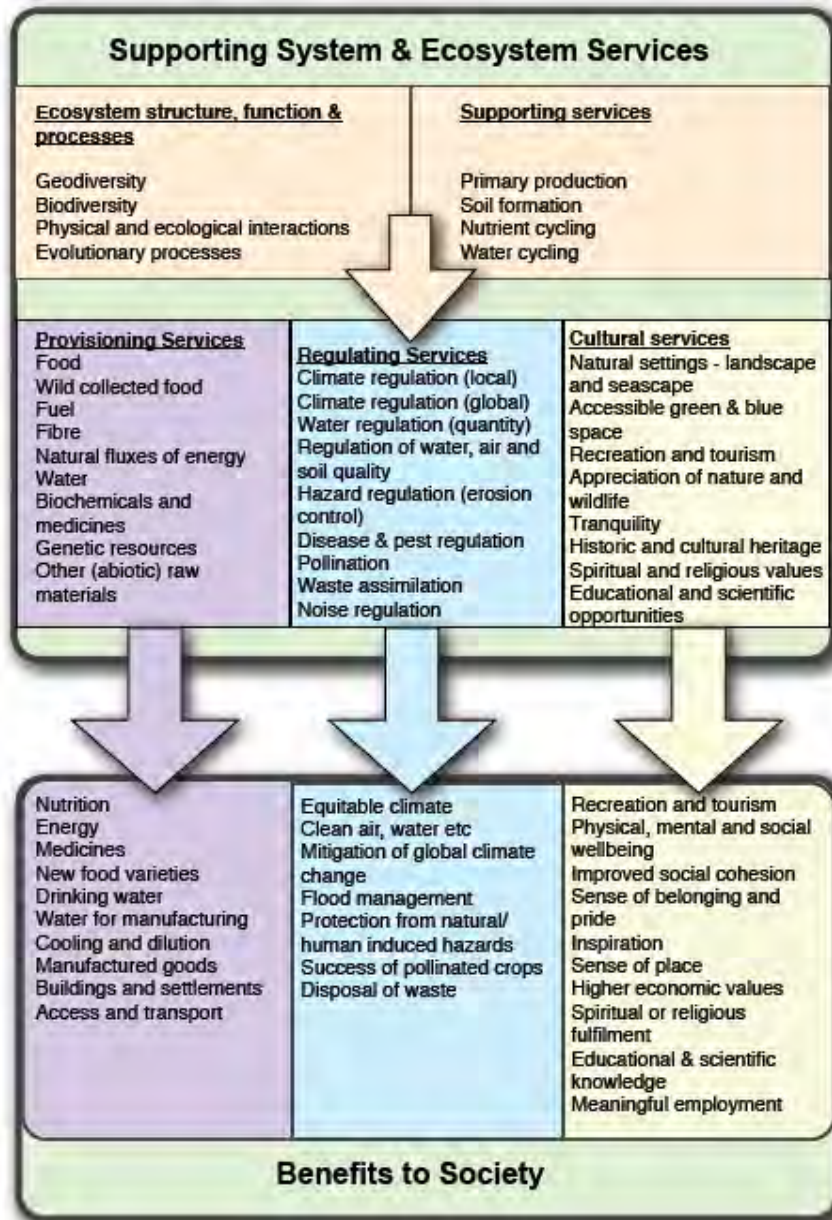 Supporting System & Ecosystem Services
Ecosystem structure, function &
processes
Geodiversity
Biodiversity
Physical and ecological interactions
Evolutionary processes
Supporting services
Primary production
Soil formation
Nutrient cycling
Water cycling
Provisioning Services
Food
Wild collected food
Fuel
Fibre
Natural fluxes of energy
Water
Biochemicals and
medicines
Genetic resources
Other (abiotic) raw
materials
Regulating Services
Climate regulation (local)
Climate regulation (global)
Water regulation (quantity)
Regulation of water, air and
soil quality
Hazard regulation (erosion
control)
Disease & pest regulation
Pollination
Waste assimilation
Noise regulation
Cultural services
Natural settings - landscape
and seascape
Accessible green & blue
space
Recreation and tourism
Appreciation of nature and
wildlife
Tranquility
Historic and cultural heritage
Spiritual and religious values
Educational and scientific
opportunities
Nutrition
Energy
Medicines
New food varieties
Drinking water
Water for manufacturing
Cooling and dilution
Manufactured goods
Buildings and settlements
Access and transport
Equitable climate
Clean air, water etc
Mitigation of global climate
change
Flood management
Protection from natural/
human induced hazards
Success of pollinated crops
Disposal of waste
Recreation and tourism
Physical, mental and social
wellbeing
Improved social cohesion
Sense of belonging and
pride
Inspiration
Sense of place
Higher economic values
Spiritual or religious
fulfilment
Educational & scientific
knowledge
Meaningful employment
Benefits to Society